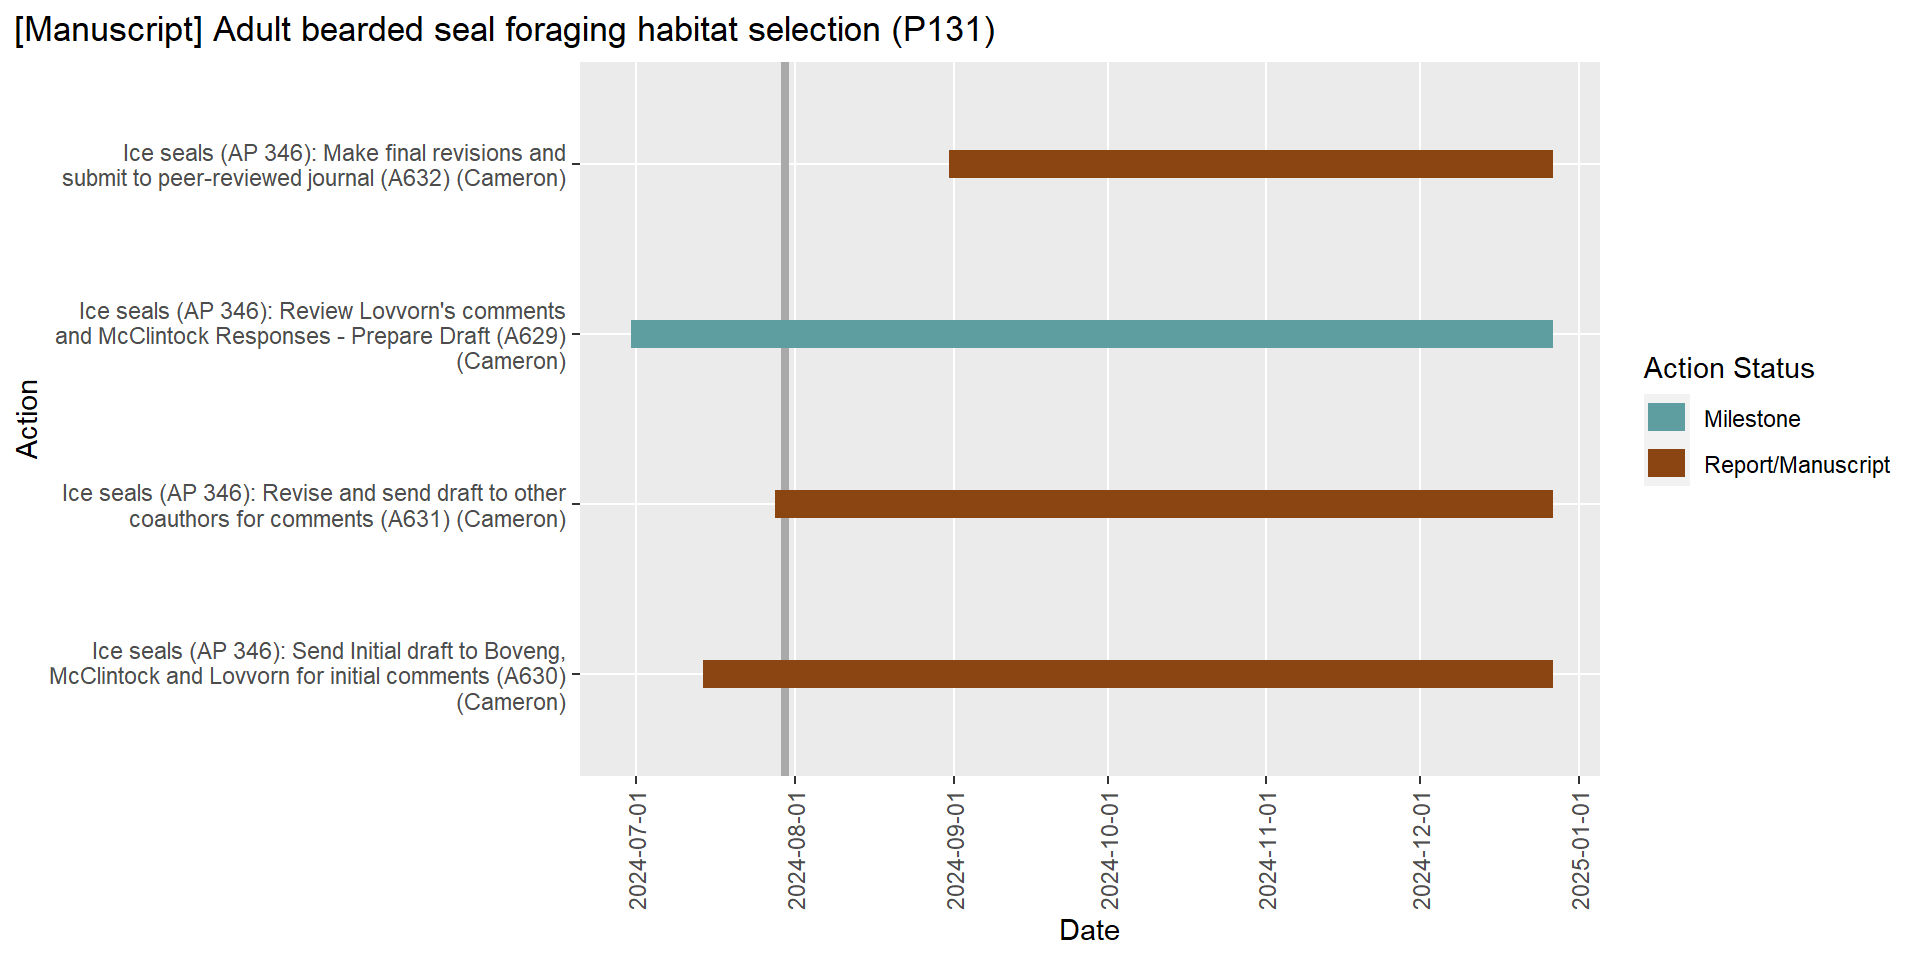 [Manuscript] Adult bearded seal foraging habitat selection (P131)
Ice seals (AP 346): Make final revisions and
submit to peer-reviewed journal (A632) (Cameron)
Ice seals (AP 346): Review Lovvorn's comments
and McClintock Responses - Prepare Draft (A629)
(Cameron)
Ice seals (AP 346): Revise and send draft to other
coauthors for comments (A631) (Cameron)
Ice seals (AP 346): Send Initial draft to Boveng,
McClintock and Lovvorn for initial comments (A630)
(Cameron)
Action
2024-07-01
2024-08-01
2024-09-01
2024-10-01
2024-11-01
2024-12-01
2025-01-01
Date
Action Status
Milestone
Report/Manuscript